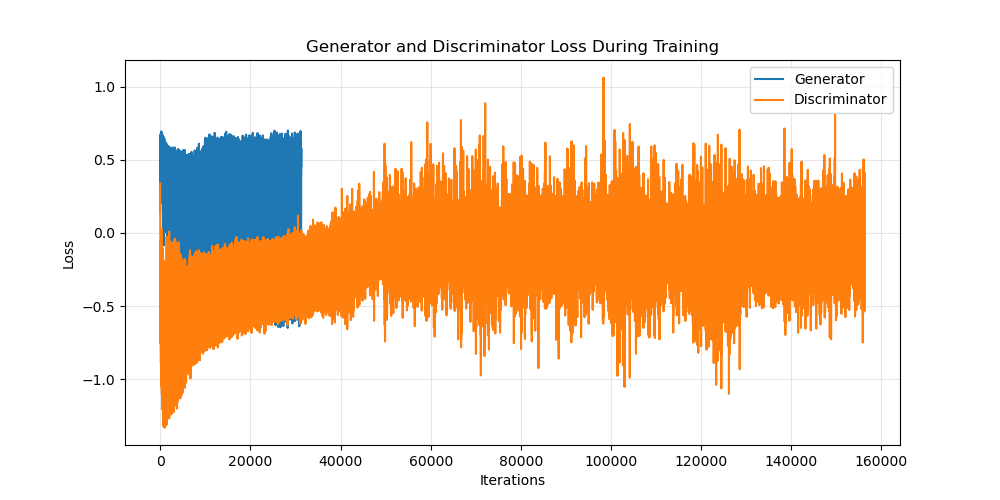 Generator and Discriminator Loss During Training
Generator
Discriminator
1.0
0.5
0.0
−0.5
−1.0
Loss
0
20000
40000
60000
80000
100000
120000
140000
160000
Iterations